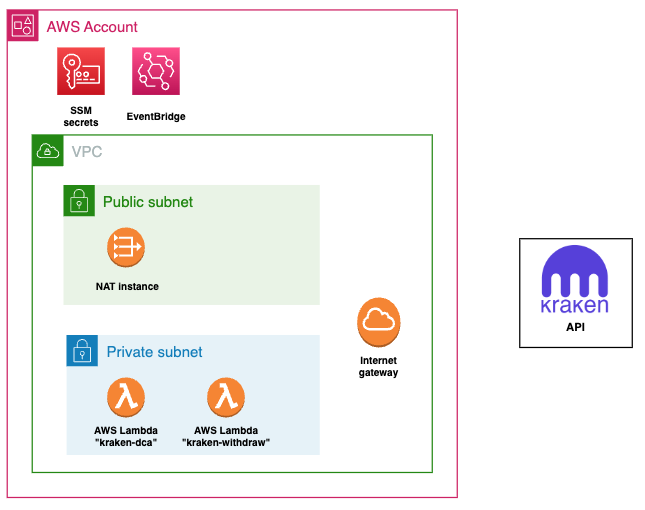 AWS Account
SSM
secrets
EventBridge
VPC
Public subnet
NAT instance
Internet
gateway
Private subnet
AWS Lambda
"kraken-dca"
AWS Lambda
"kraken-withdraw"
kraken
API